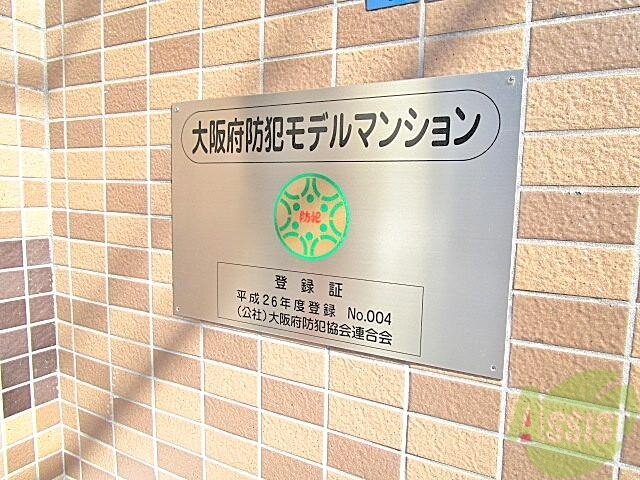 大阪府防犯モデルマンション
防犯
登録証
平成26年度登録 No.004
(公社)大阪府防犯協会連合会